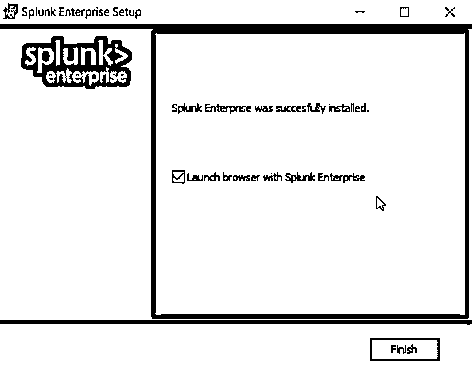 Splunk Enterprise Setup
splunk>
enterprise
Splunk Enterprise was succesfully installed.
Launch browser with Splunk Enterprise
Finish